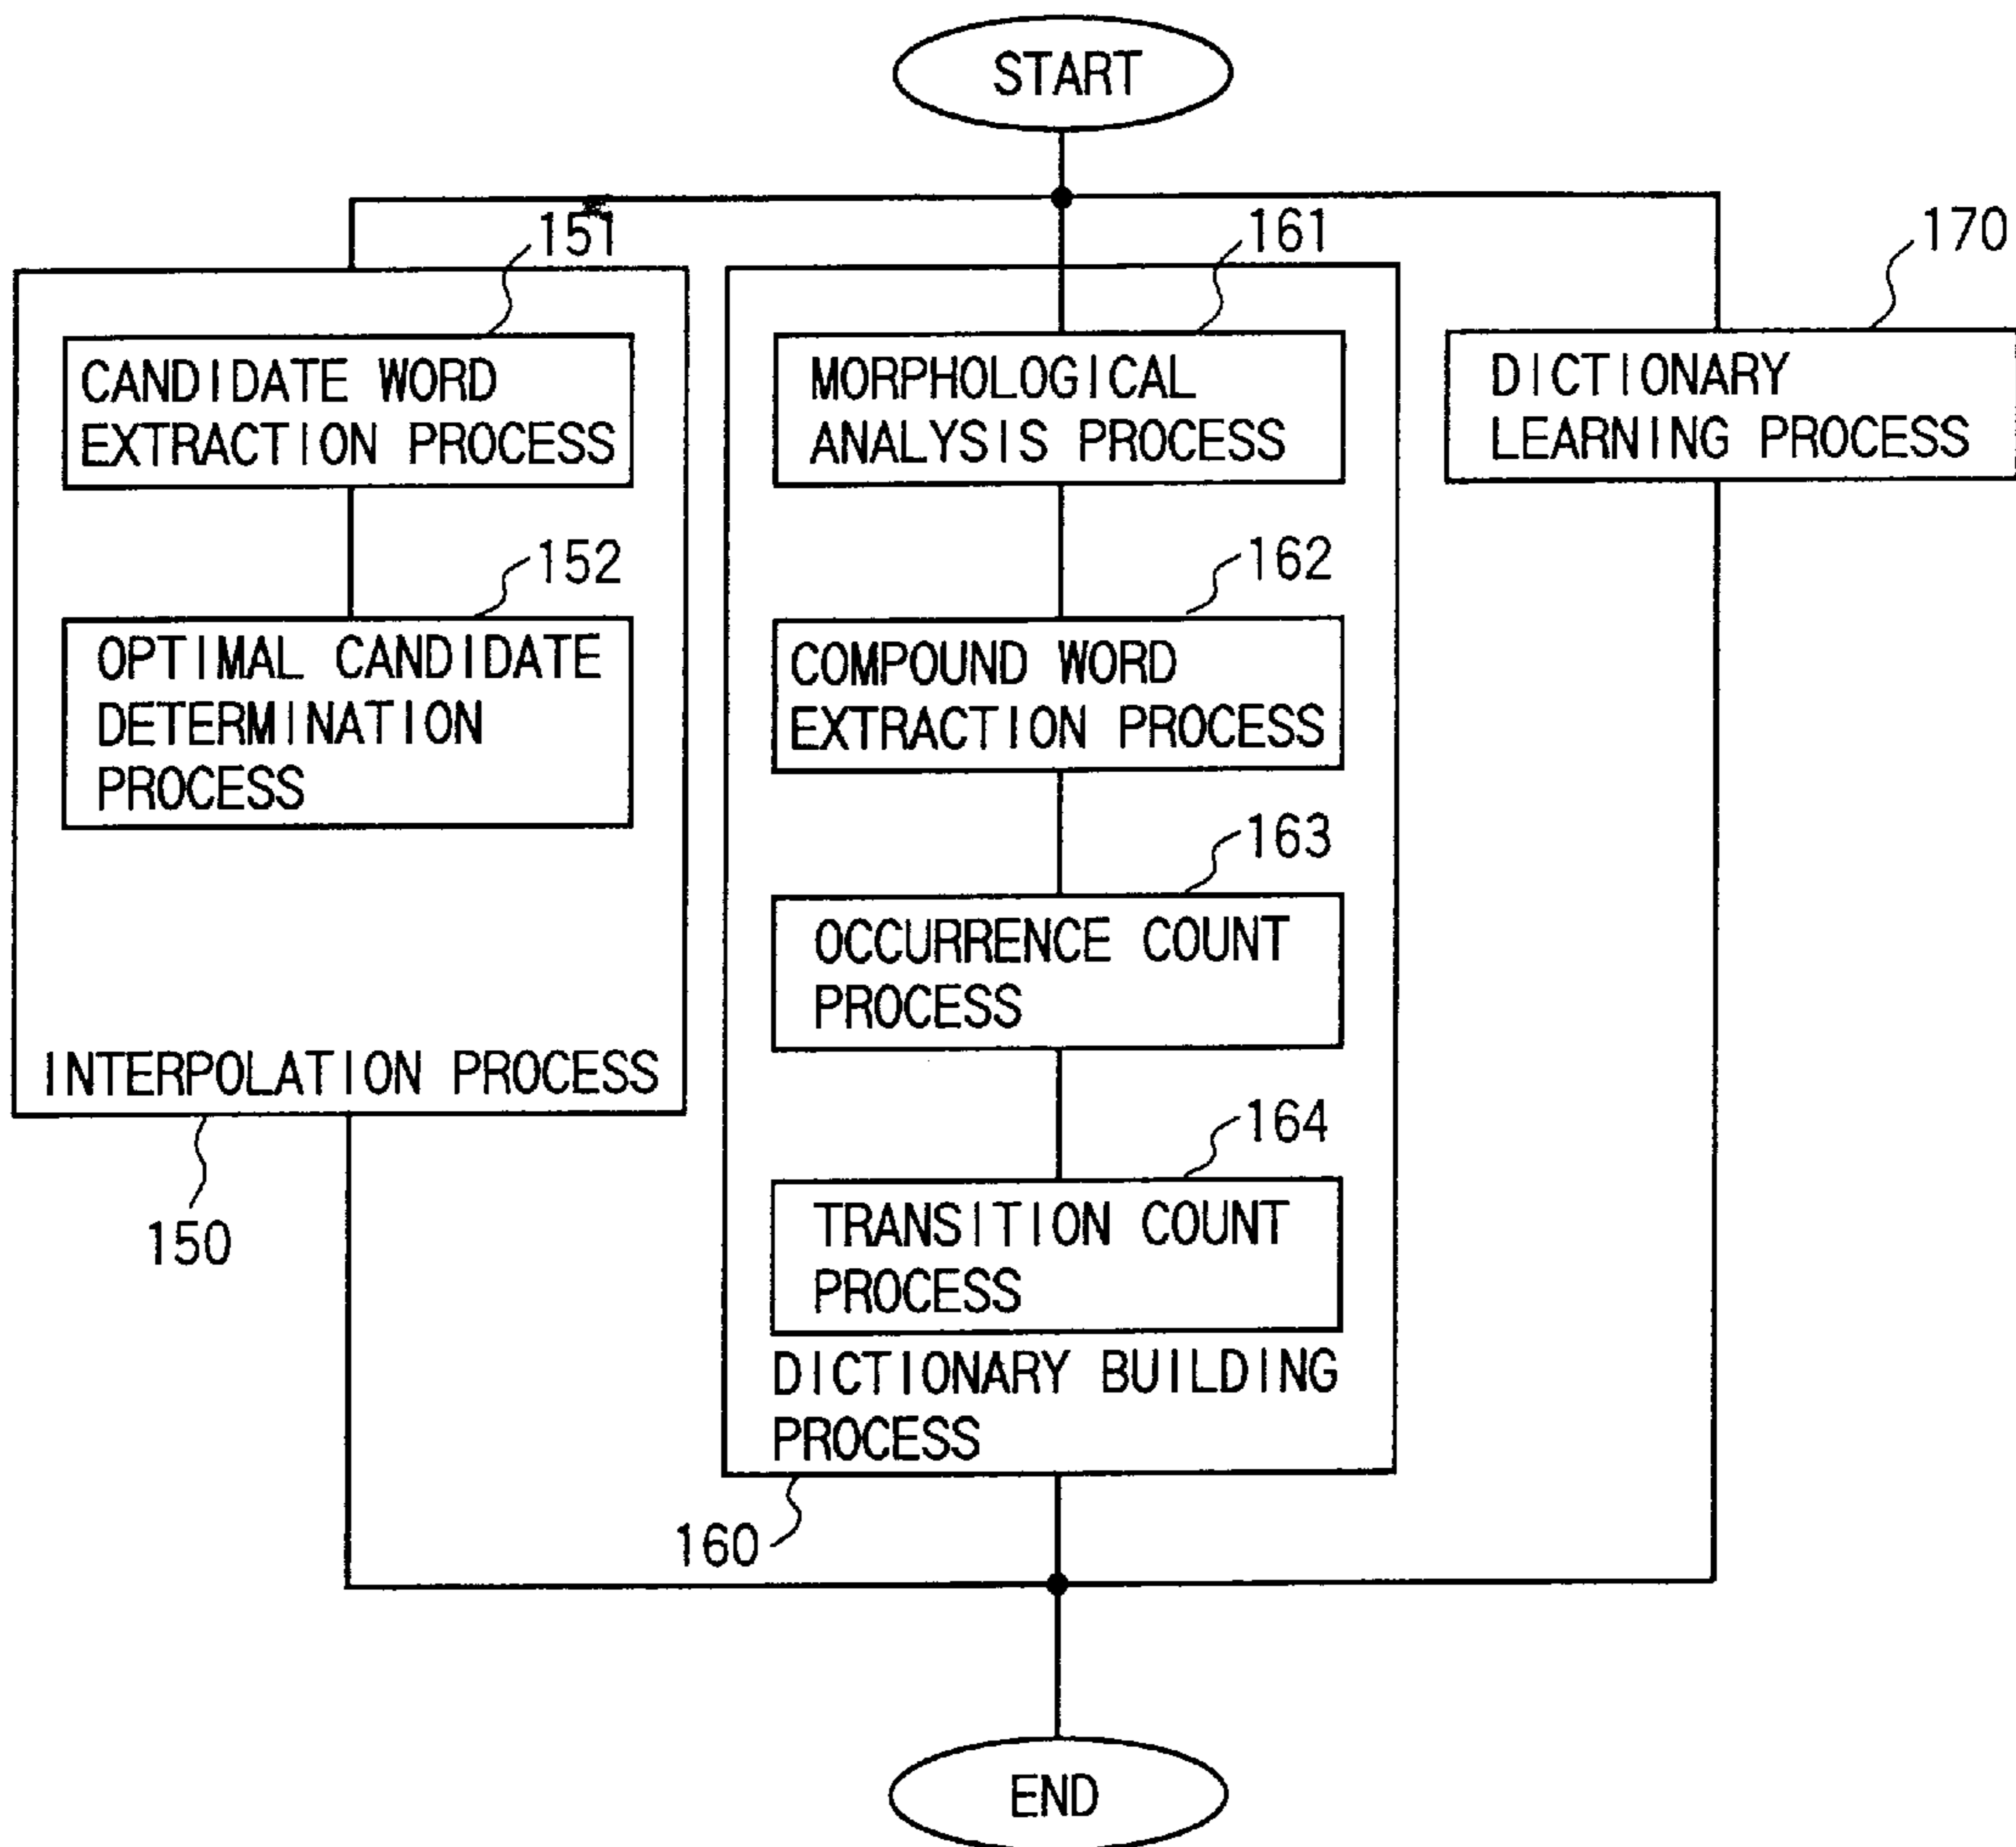 START
151
161
170
CANDIDATE WORD
EXTRACTION PROCESS
MORPHOLOGICAL
ANALYSIS PROCESS
DICTIONARY
LEARNING PROCESS
152
162
OPTIMAL CANDIDATE
DETERMINATION
PROCESS
COMPOUND WORD
EXTRACTION PROCESS
163
OCCURRENCE COUNT
PROCESS
INTERPOLATION PROCESS
150
164
TRANSITION COUNT
PROCESS
DICTIONARY BUILDING
PROCESS
160
END